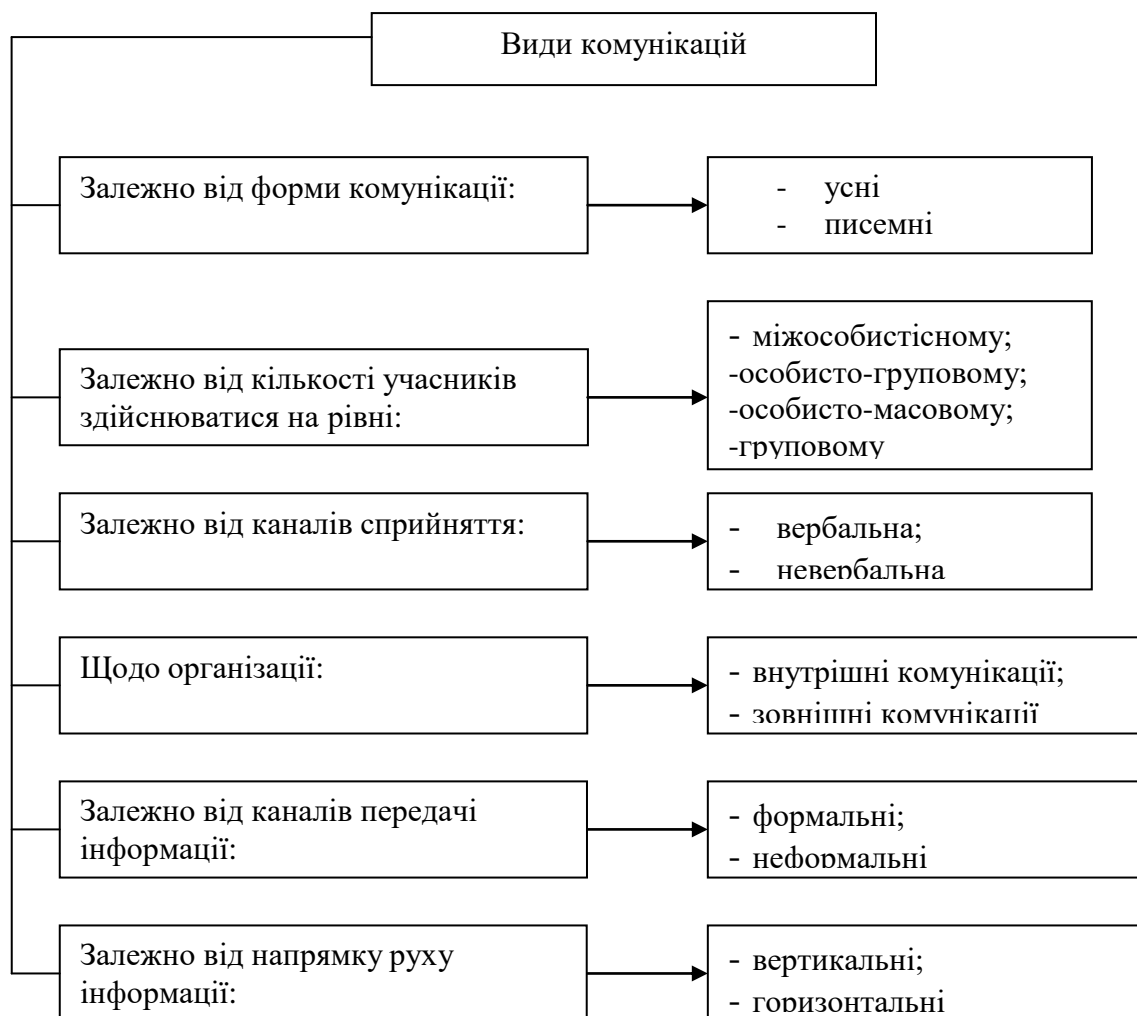 Види комунікацій
Залежно від форми комунікації:
- усні
- писемні
Залежно від кількості учасників
здійснюватися на рівні:
- міжособистісному;
-особисто-груповому;
-особисто-масовому;
-груповому
Залежно від каналів сприйняття:
- вербальна;
- невербальна
Щодо організації:
- внутрішні комунікації;
- зовнішні комунікації
Залежно від каналів передачі
інформації:
- формальні;
- неформальні
Залежно від напрямку руху
інформації:
- вертикальні;
- горизонтальні